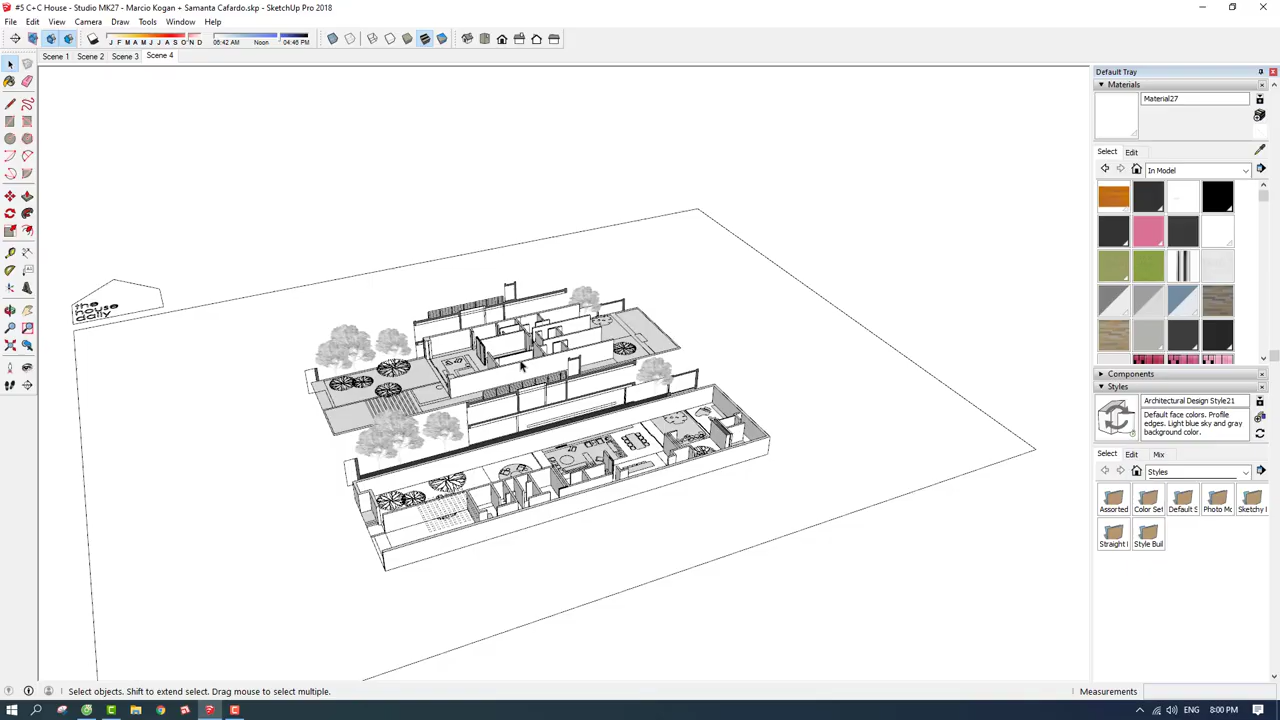 #5 C+C House - Studio MK27 - Marcio Kogan + Samanta Cafardo.skp - SketchUp Pro 2018
File Edit View Camera Draw Tools Window Help
J F M A M J J A S O N D 05:42 AM Noon 04:46 PM
Scene 1 Scene 2 Scene 3 Scene 4
Default Tray
Materials
Material27
Select Edit
In Model
the
house
daily
Components
Styles
Architectural Design Style21
Default face colors. Profile
edges. Light blue sky and gray
background color.
Select Edit Mix
Styles
Assorted Color Set Default S Photo Mo Sketchy I
Straight I Style Buil
Select objects. Shift to extend select. Drag mouse to select multiple.
Measurements
ENG 8:00 PM